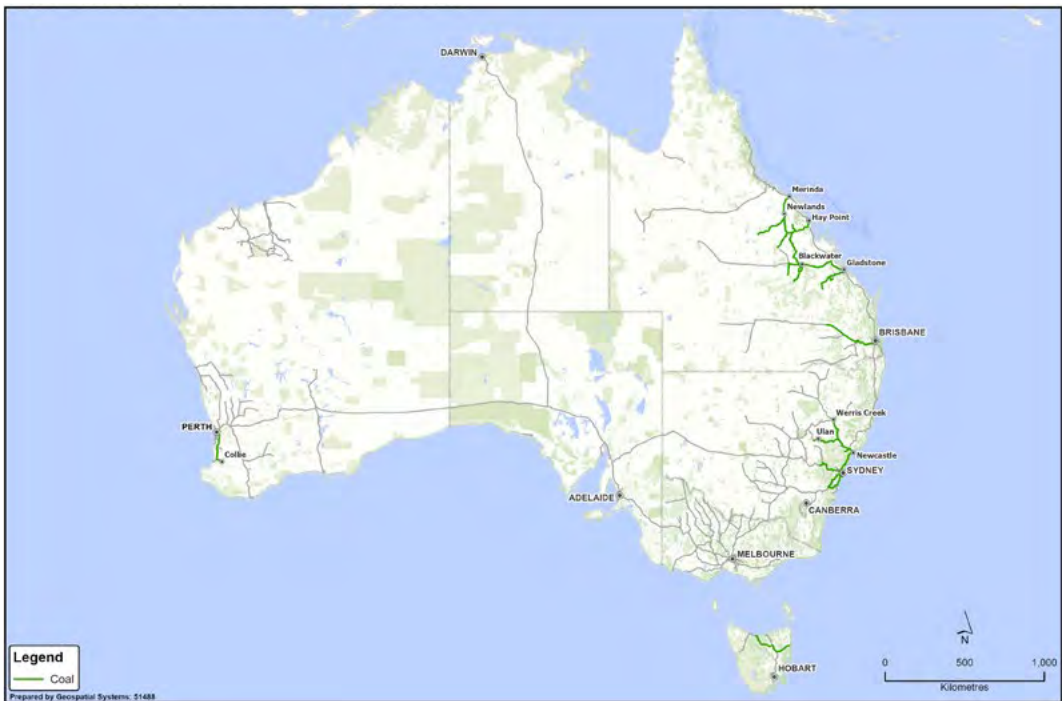 DARWIN
Merinda
Newlands
Hay Point
Blackwater
Gladstone
BRISBANE
Werris Creek
Ulan
Newcastle
SYDNEY
PERTH
Collie
ADELAIDE
CANBERRA
MELBOURNE
HOBART
N
0 500 1,000
Kilometres
Legend
Coal
Prepared by Geospatial Systems: 51488